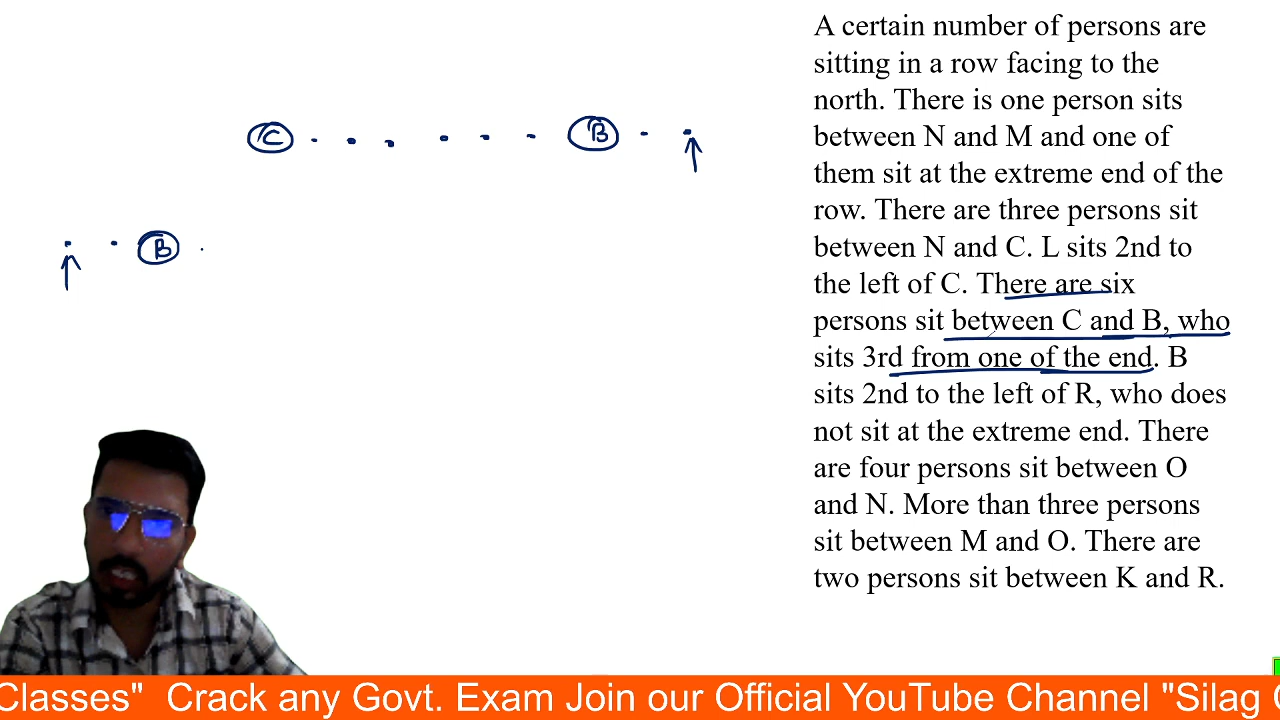 A certain number of persons are
sitting in a row facing to the
north. There is one person sits
between N and M and one of
them sit at the extreme end of the
row. There are three persons sit
between N and C. L sits 2nd to
the left of C. There are six
persons sit between C and B, who
sits 3rd from one of the end. B
sits 2nd to the left of R, who does
not sit at the extreme end. There
are four persons sit between O
and N. More than three persons
sit between M and O. There are
two persons sit between K and R.
C B
B
Classes" Crack any Govt. Exam Join our Official YouTube Channel "Silag